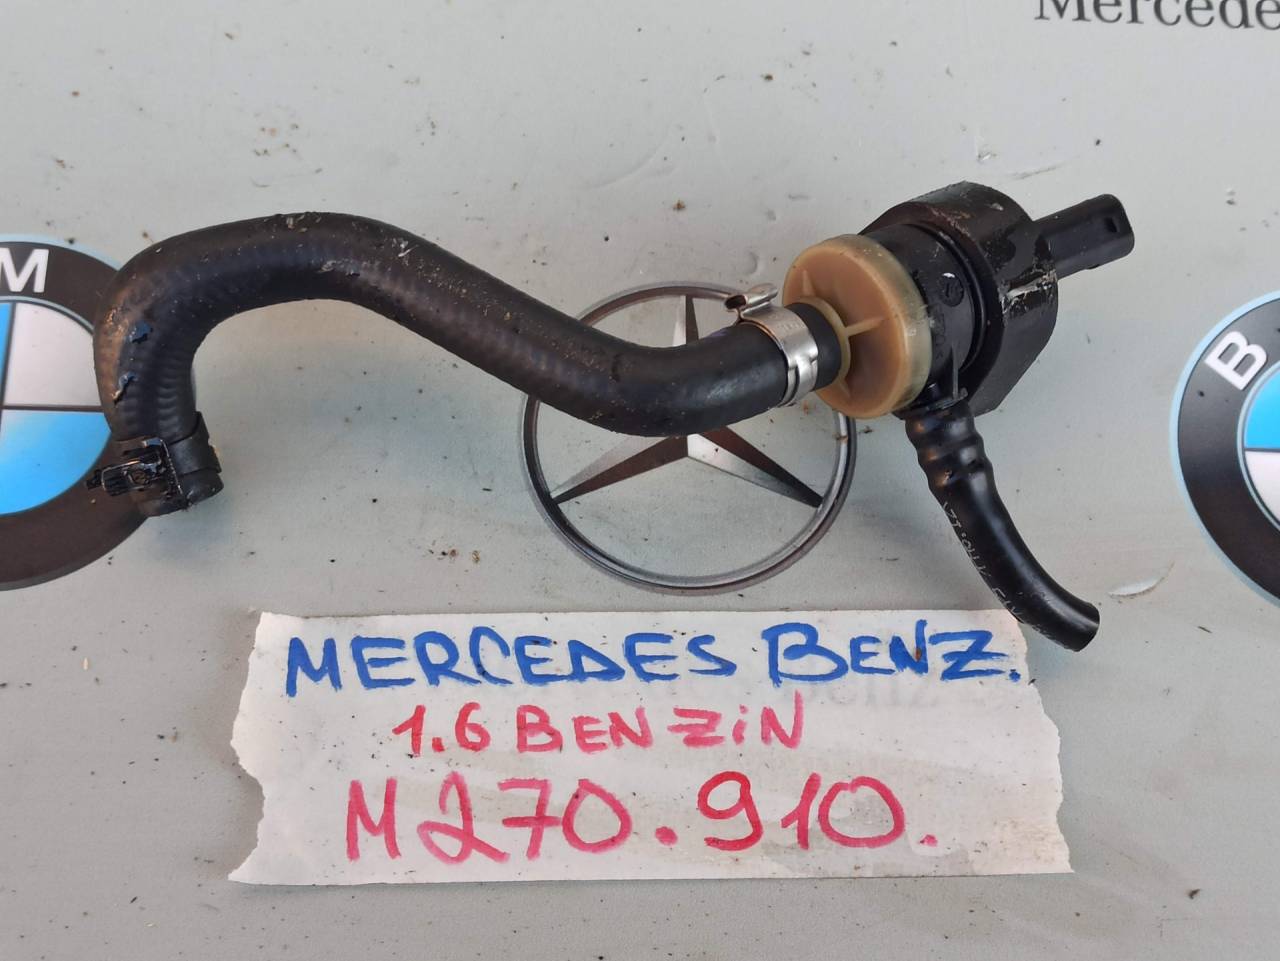 Mercede
M
B
MERCEDES BENZ.
1.6 BENZiN
M270.910.